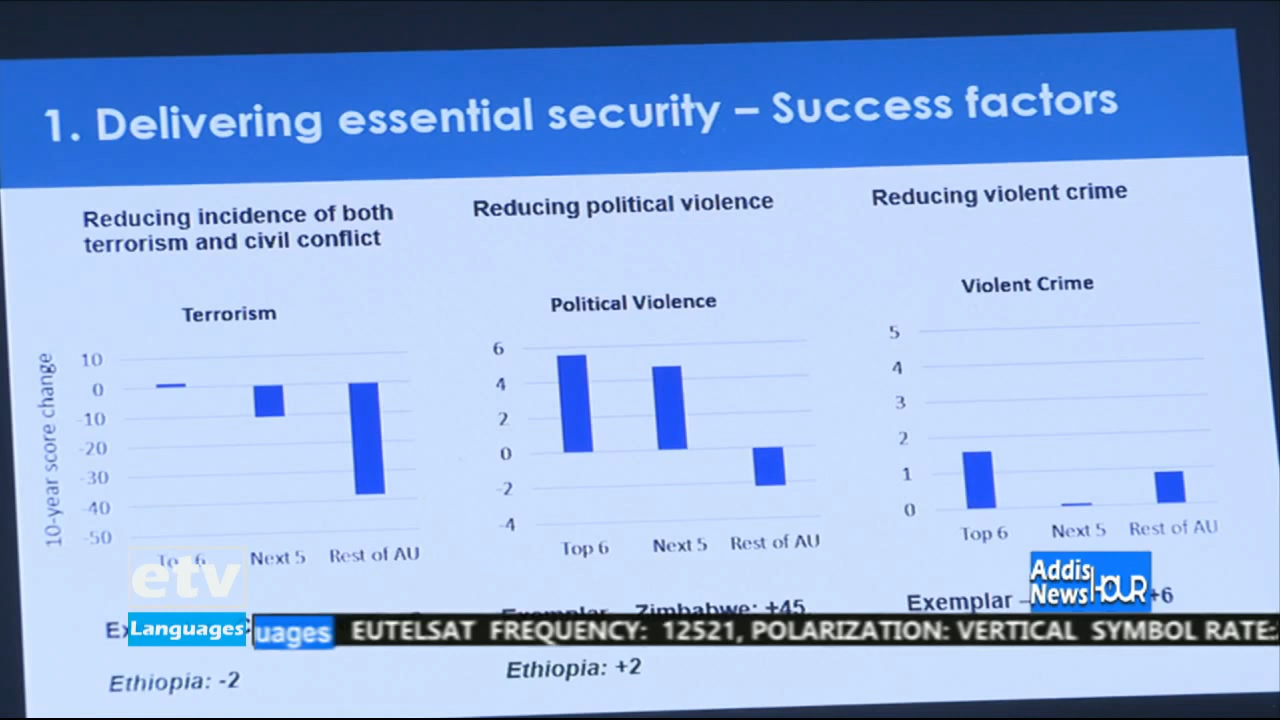 1. Delivering essential security – Success factors
Reducing incidence of both
terrorism and civil conflict
Terrorism
10-year score change
10
0
-10
-20
-30
-40
-50
Top 6 Next 5 Rest of AU
Ethiopia: -2
Reducing political violence
Political Violence
6
4
2
0
-2
-4
Top 6 Next 5 Rest of AU
Exemplar Zimbabwe: +45
Ethiopia: +2
Reducing violent crime
Violent Crime
5
4
3
2
1
0
Top 6 Next 5 Rest of AU
Exemplar – +6
etv
Languages
Addis
News HOUR
uages EUTELSAT FREQUENCY: 12521, POLARIZATION: VERTICAL SYMBOL RATE: